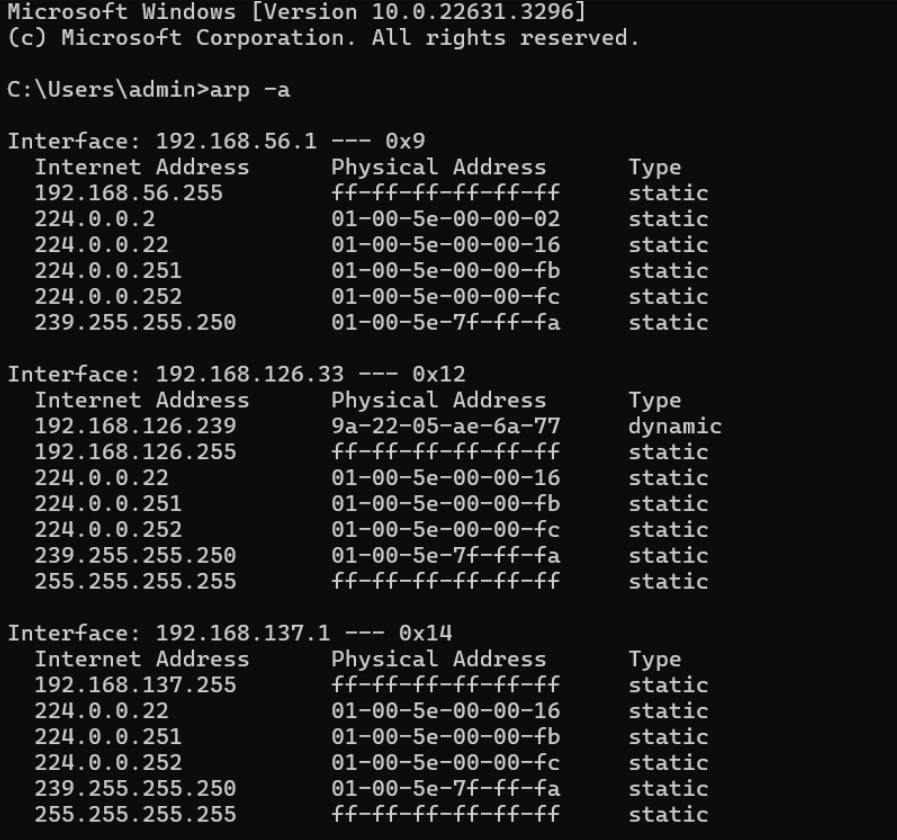 Microsoft Windows [Version 10.0.22631.3296]
(c) Microsoft Corporation. All rights reserved.
C:\Users\admin>arp -a
Interface: 192.168.56.1 --- 0x9
Internet Address Physical Address Type
192.168.56.255 ff-ff-ff-ff-ff-ff static
224.0.0.2 01-00-5e-00-00-02 static
224.0.0.22 01-00-5e-00-00-16 static
224.0.0.251 01-00-5e-00-00-fb static
224.0.0.252 01-00-5e-00-00-fc static
239.255.255.250 01-00-5e-7f-ff-fa static
Interface: 192.168.126.33 --- 0x12
Internet Address Physical Address Type
192.168.126.239 9a-22-05-ae-6a-77 dynamic
192.168.126.255 ff-ff-ff-ff-ff-ff static
224.0.0.22 01-00-5e-00-00-16 static
224.0.0.251 01-00-5e-00-00-fb static
224.0.0.252 01-00-5e-00-00-fc static
239.255.255.250 01-00-5e-7f-ff-fa static
255.255.255.255 ff-ff-ff-ff-ff-ff static
Interface: 192.168.137.1 --- 0x14
Internet Address Physical Address Type
192.168.137.255 ff-ff-ff-ff-ff-ff static
224.0.0.22 01-00-5e-00-00-16 static
224.0.0.251 01-00-5e-00-00-fb static
224.0.0.252 01-00-5e-00-00-fc static
239.255.255.250 01-00-5e-7f-ff-fa static
255.255.255.255 ff-ff-ff-ff-ff-ff static